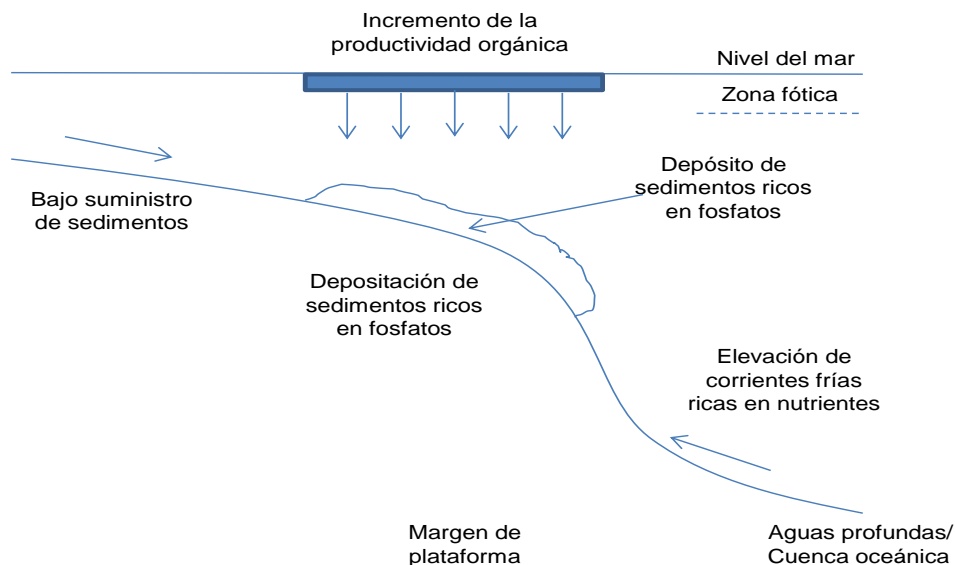 Incremento de la
productividad orgánica
Nivel del mar
Zona fótica
Depósito de
sedimentos ricos
en fosfatos
Bajo suministro
de sedimentos
Depositación de
sedimentos ricos
en fosfatos
Elevación de
corrientes frías
ricas en nutrientes
Margen de
plataforma
Aguas profundas/
Cuenca oceánica